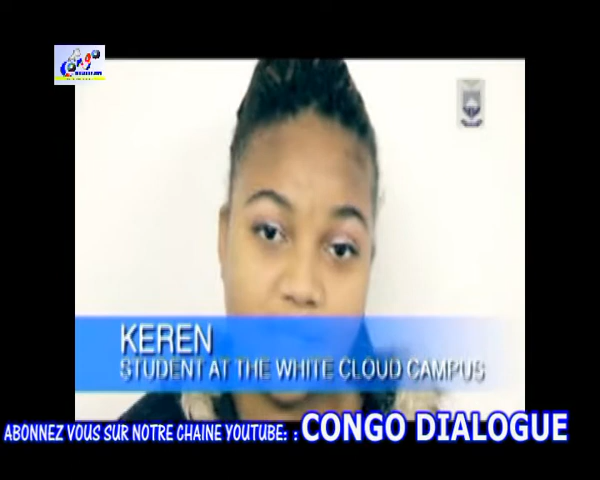 KEREN
STUDENT AT THE WHITE CLOUD CAMPUS
ABONNEZ VOUS SUR NOTRE CHAINE YOUTUBE: : CONGO DIALOGUE